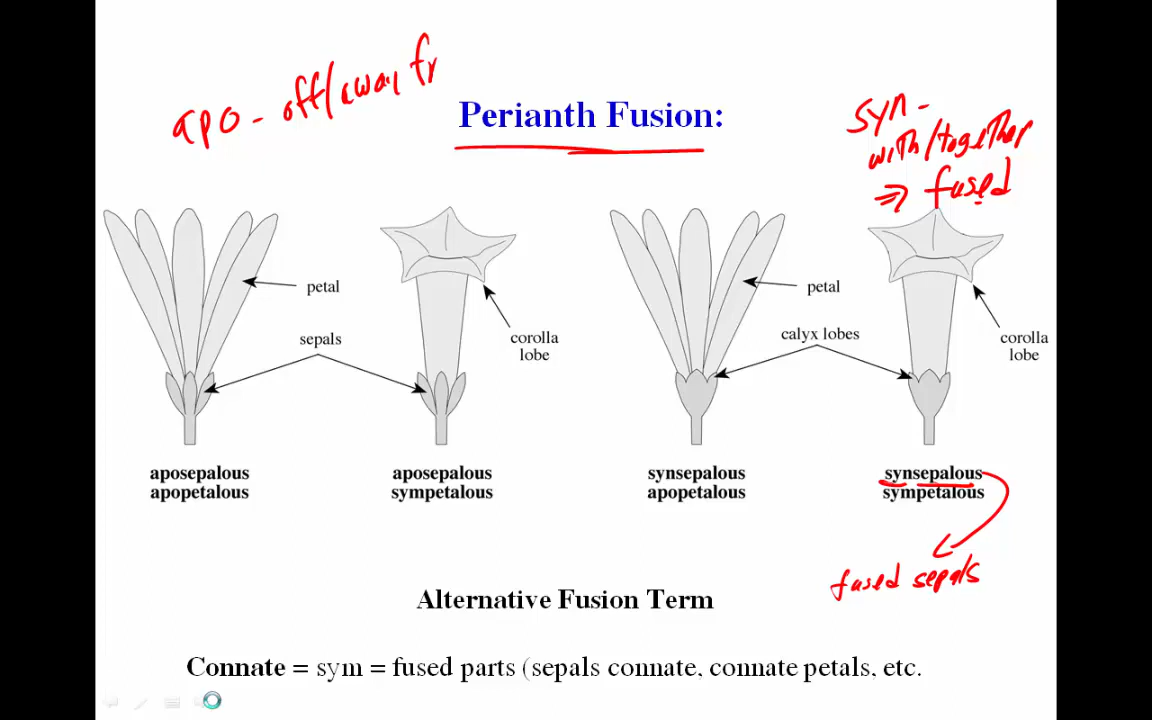 apo - off/away fr
Perianth Fusion:
syn -
with/together
⇒ fused
petal
sepals
corolla
lobe
petal
calyx lobes
corolla
lobe
aposepalous
apopetalous
aposepalous
sympetalous
synsepalous
apopetalous
synsepalous
sympetalous
fused sepals
Alternative Fusion Term
Connate = sym = fused parts (sepals connate, connate petals, etc.